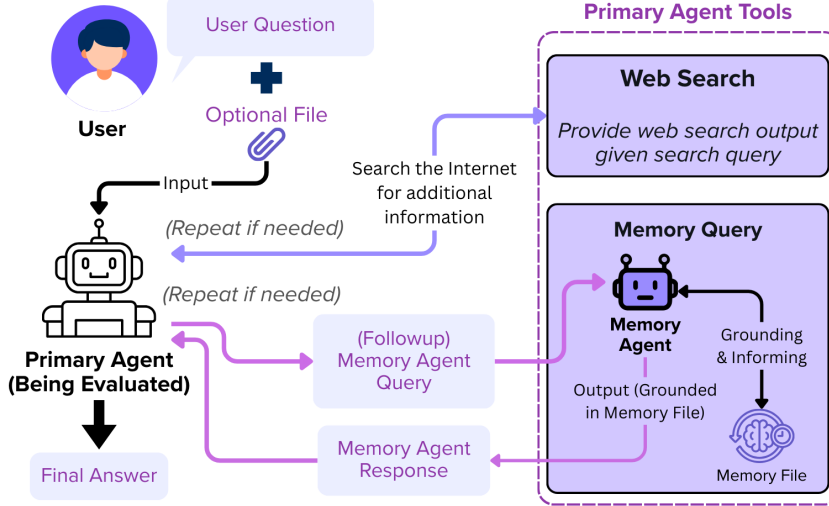 Primary Agent Tools
User Question
Optional File
User
Input
Web Search
Provide web search output
given search query
Search the Internet
for additional
information
(Repeat if needed)
(Repeat if needed)
Primary Agent
(Being Evaluated)
Final Answer
(Followup)
Memory Agent
Query
Memory Agent
Response
Memory Query
Memory
Agent
Grounding
& Informing
Output (Grounded
in Memory File)
Memory File